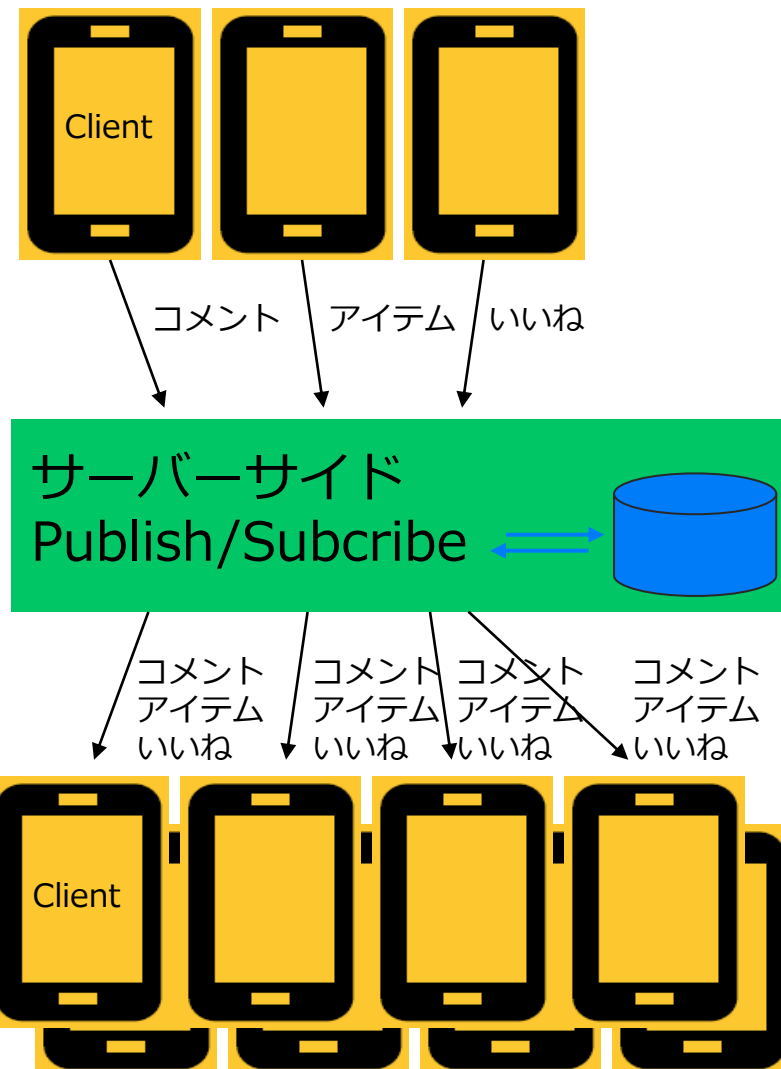 Client
コメント
アイテム
いいね
サーバーサイド
Publish/Subcribe
コメント
アイテム
いいね
コメント
アイテム
いいね
コメント
アイテム
いいね
コメント
アイテム
いいね
Client